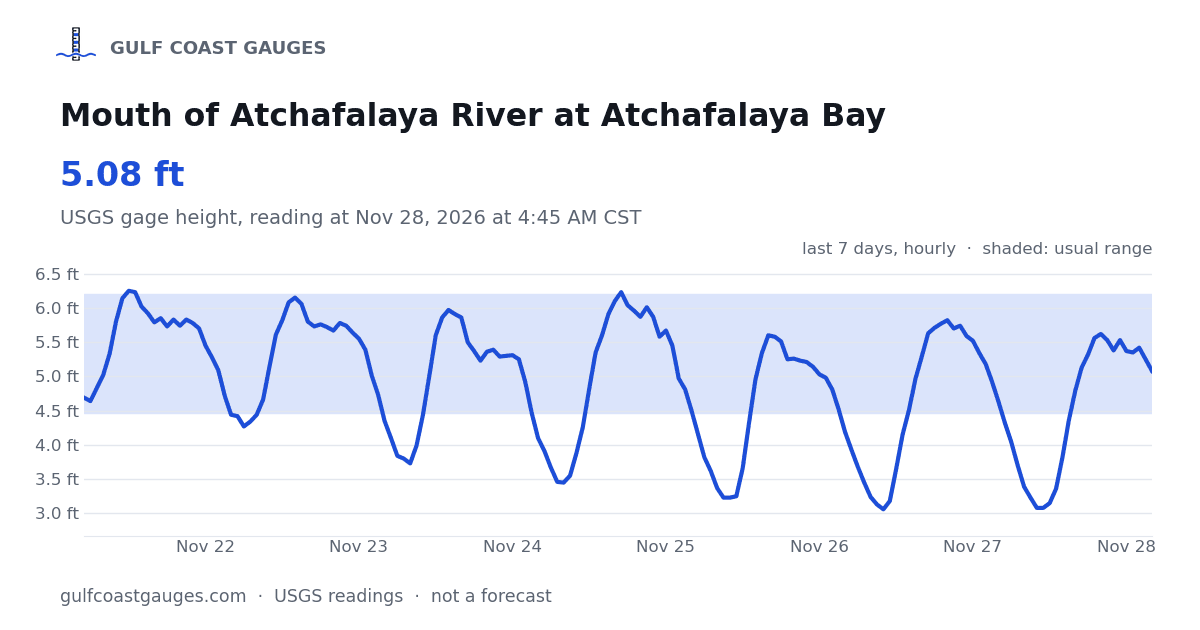 GULF COAST GAUGES
Mouth of Atchafalaya River at Atchafalaya Bay
5.08 ft
USGS gage height, reading at Nov 28, 2026 at 4:45 AM CST
last 7 days, hourly · shaded: usual range
6.5 ft
6.0 ft
5.5 ft
5.0 ft
4.5 ft
4.0 ft
3.5 ft
3.0 ft
Nov 22 Nov 23 Nov 24 Nov 25 Nov 26 Nov 27 Nov 28
gulfcoastgauges.com · USGS readings · not a forecast